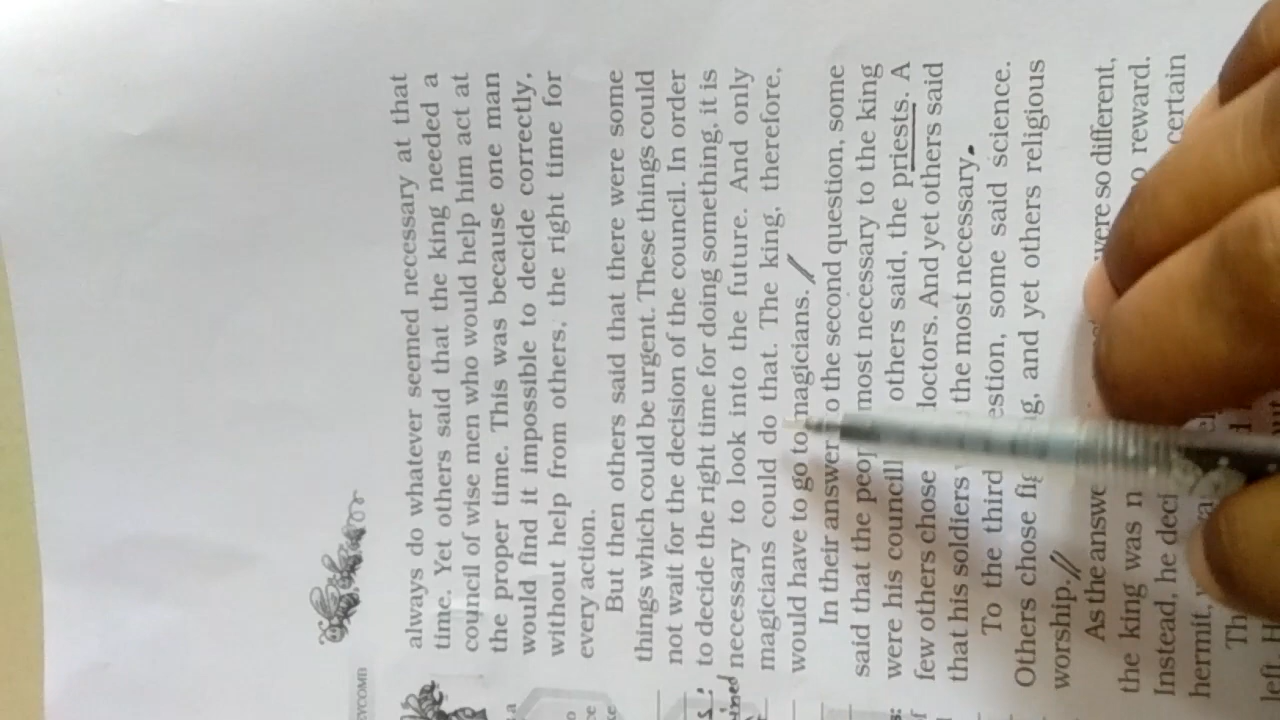 EYCOMB
always do whatever seemed necessary at that
time. Yet others said that the king needed a
council of wise men who would help him act at
the proper time. This was because one man
would find it impossible to decide correctly,
without help from others, the right time for
every action.
But then others said that there were some
things which could be urgent. These things could
not wait for the decision of the council. In order
to decide the right time for doing something, it is
necessary to look into the future. And only
magicians could do that. The king, therefore,
would have to go to magicians.
In their answer to the second question, some
said that the peop most necessary to the king
were his councill others said, the priests. A
few others chose doctors. And yet others said
that his soldiers the most necessary.
To the third estion, some said science.
Others chose fig g, and yet others religious
worship.
As the answe were so different,
the king was n o reward.
Instead, he deci certain
hermit,
Th
left. H